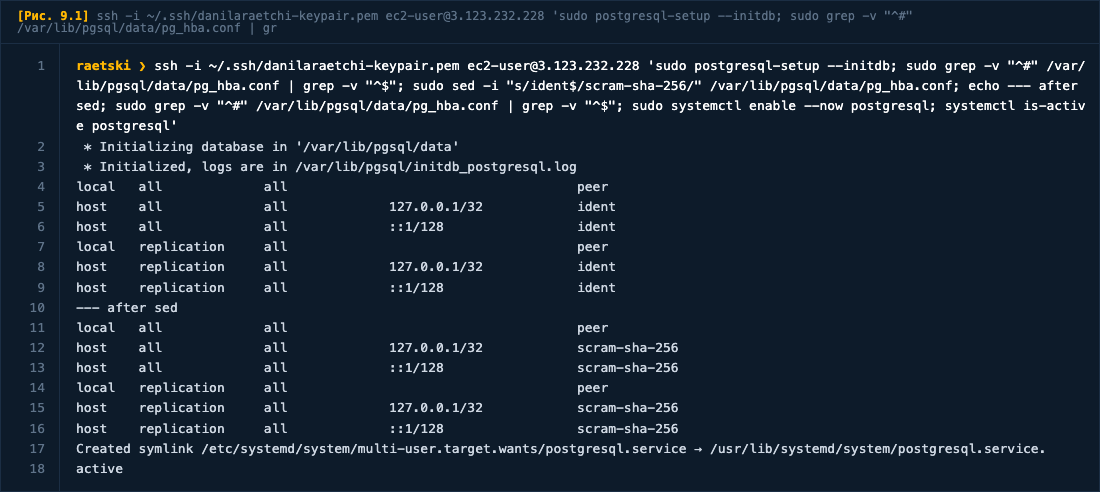 [Рис. 9.1] ssh -i ~/.ssh/danilaraetchi-keypair.pem ec2-user@3.123.232.228 'sudo postgresql-setup --initdb; sudo grep -v "^#"
/var/lib/pgsql/data/pg_hba.conf | gr
1 raetski ❯ ssh -i ~/.ssh/danilaraetchi-keypair.pem ec2-user@3.123.232.228 'sudo postgresql-setup --initdb; sudo grep -v "^#" /var/
lib/pgsql/data/pg_hba.conf | grep -v "^$"; sudo sed -i "s/ident$/scram-sha-256/" /var/lib/pgsql/data/pg_hba.conf; echo --- after
sed; sudo grep -v "^#" /var/lib/pgsql/data/pg_hba.conf | grep -v "^$"; sudo systemctl enable --now postgresql; systemctl is-activ
e postgresql'
2 * Initializing database in '/var/lib/pgsql/data'
3 * Initialized, logs are in /var/lib/pgsql/initdb_postgresql.log
4 local all all peer
5 host all all 127.0.0.1/32 ident
6 host all all ::1/128 ident
7 local replication all peer
8 host replication all 127.0.0.1/32 ident
9 host replication all ::1/128 ident
10 --- after sed
11 local all all peer
12 host all all 127.0.0.1/32 scram-sha-256
13 host all all ::1/128 scram-sha-256
14 local replication all peer
15 host replication all 127.0.0.1/32 scram-sha-256
16 host replication all ::1/128 scram-sha-256
17 Created symlink /etc/systemd/system/multi-user.target.wants/postgresql.service → /usr/lib/systemd/system/postgresql.service.
18 active